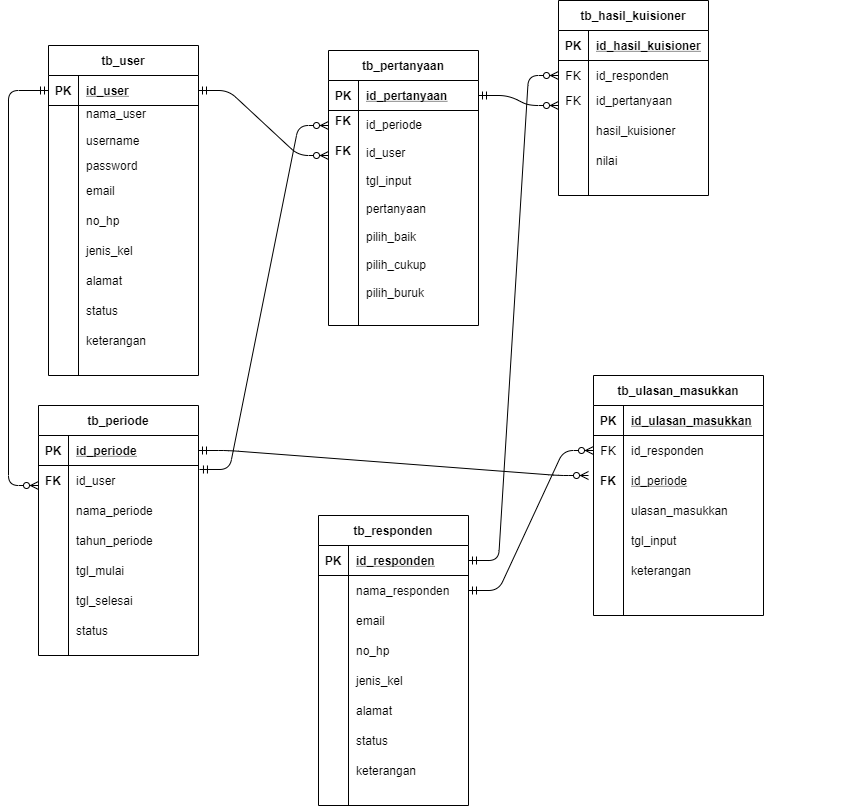 tb_user
PK id_user
nama_user
username
password
email
no_hp
jenis_kel
alamat
status
keterangan
tb_pertanyaan
PK id_pertanyaan
FK id_periode
FK id_user
tgl_input
pertanyaan
pilih_baik
pilih_cukup
pilih_buruk
tb_hasil_kuisioner
PK id_hasil_kuisioner
FK id_responden
FK id_pertanyaan
hasil_kuisioner
nilai
tb_periode
PK id_periode
FK id_user
nama_periode
tahun_periode
tgl_mulai
tgl_selesai
status
tb_responden
PK id_responden
nama_responden
email
no_hp
jenis_kel
alamat
status
keterangan
tb_ulasan_masukkan
PK id_ulasan_masukkan
FK id_responden
FK id_periode
ulasan_masukkan
tgl_input
keterangan